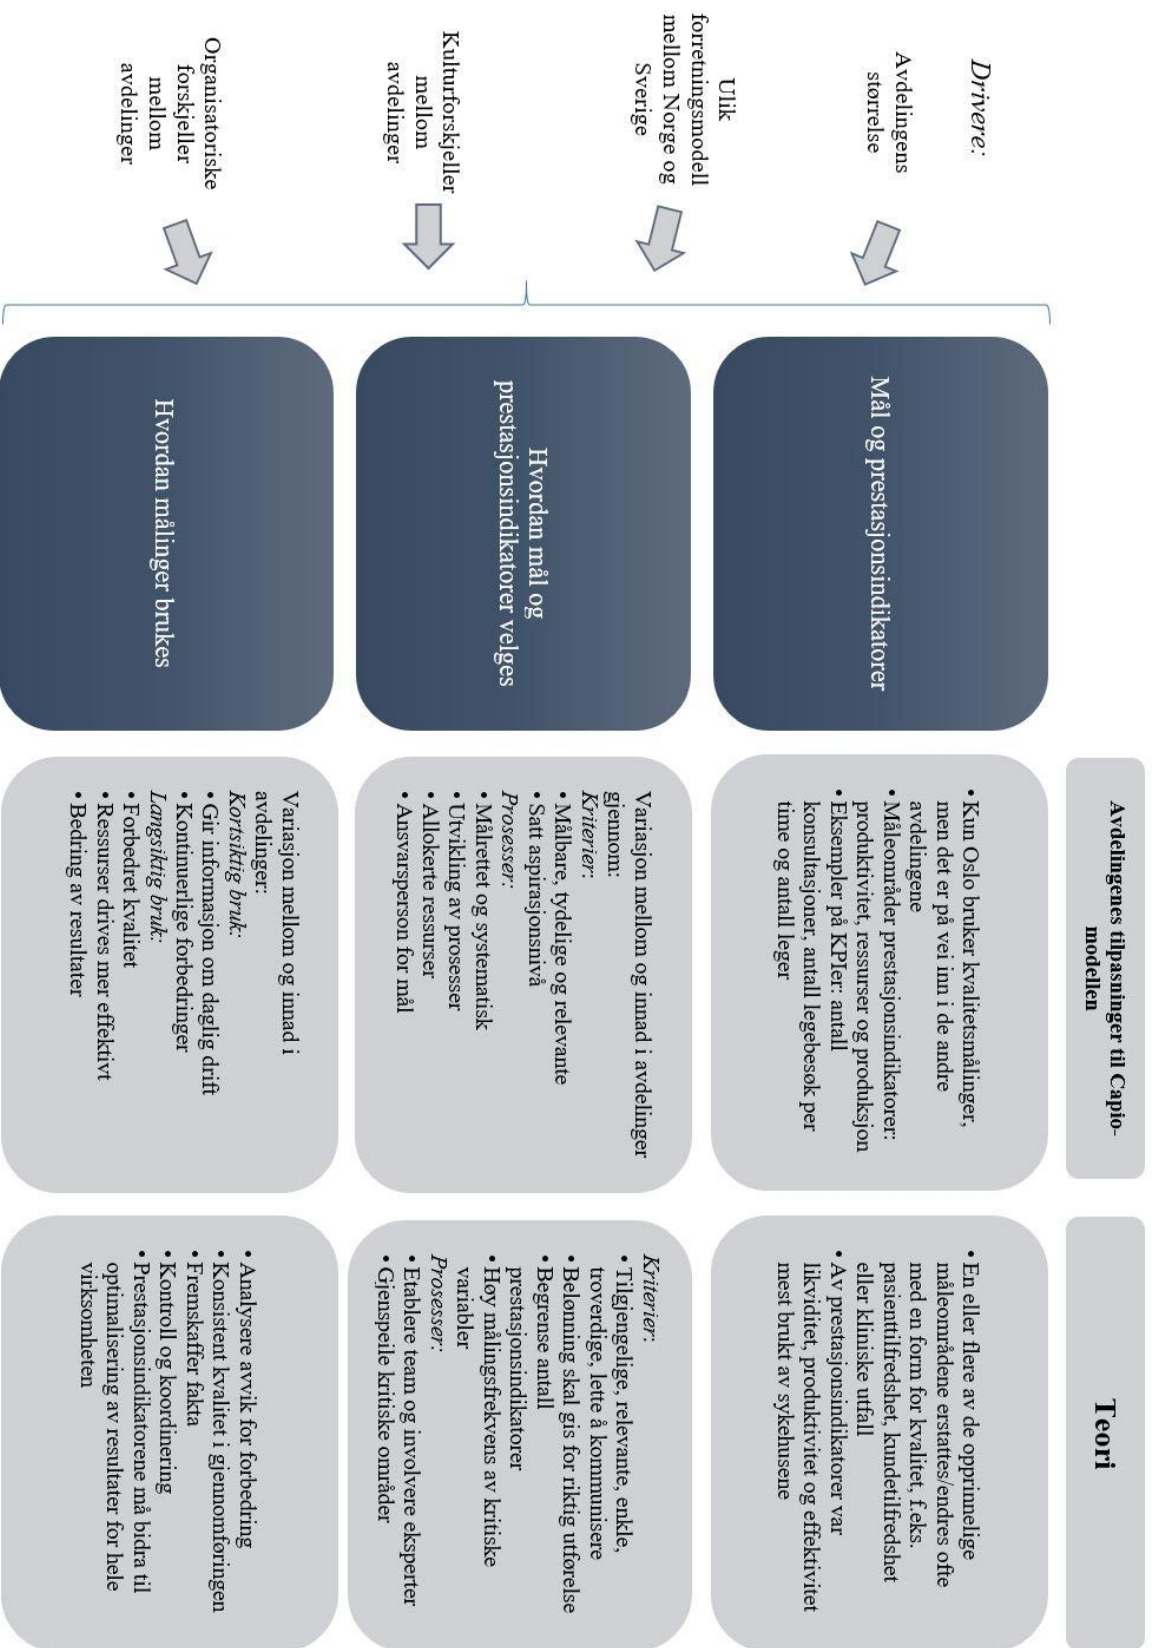 Drivere:
Avdelingens
størrelse
Ulik
forretningsmodell
mellom Norge og
Sverige
Kulturforskjeller
mellom
avdelinger
Organisatoriske
forskjeller
mellom
avdelinger
Mål og prestasjonsindikatorer
Hvordan mål og
prestasjonsindikatorer velges
Hvordan målinger brukes
Avdelingenes tilpasninger til Capio-
modellen
• Kun Oslo bruker kvalitetsmålinger,
men det er på vei inn i de andre
avdelingene
• Måleområder prestasjonsindikatorer:
produktivitet, ressurser og produksjon
• Eksempler på KPIer: antall
konsultasjoner, antall legebesøk per
time og antall leger
Variasjon mellom og innad i avdelinger
gjennom:
Kriterier:
• Målbare, tydelige og relevante
• Satt aspirasjonsnivå
Prosesser:
• Målrettet og systematisk
• Utvikling av prosesser
• Allokerte ressurser
• Ansvarsperson for mål
Variasjon mellom og innad i
avdelinger:
Kortsiktig bruk:
• Gir informasjon om daglig drift
• Kontinuerlige forbedringer
Langsiktig bruk:
• Forbedret kvalitet
• Ressurser drives mer effektivt
• Bedring av resultater
Teori
• En eller flere av de opprinnelige
måleområdene erstattes/endres ofte
med en form for kvalitet, f.eks.
pasienttilfredshet, kundetilfredshet
eller kliniske utfall
• Av prestasjonsindikatorer var
likviditet, produktivitet og effektivitet
mest brukt av sykehusene
Kriterier:
• Tilgjengelige, relevante, enkle,
troverdige, lette å kommunisere
• Belønning skal gis for riktig utførelse
• Begrense antall
prestasjonsindikatorer
• Høy målingsfrekvens av kritiske
variabler
Prosesser:
• Etablere team og involvere eksperter
• Gjenspeile kritiske områder
• Analysere avvik for forbedring
• Konsistent kvalitet i gjennomføringen
• Fremskaffer fakta
• Kontroll og koordinering
• Prestasjonsindikatorene må bidra til
optimalisering av resultater for hele
virksomheten